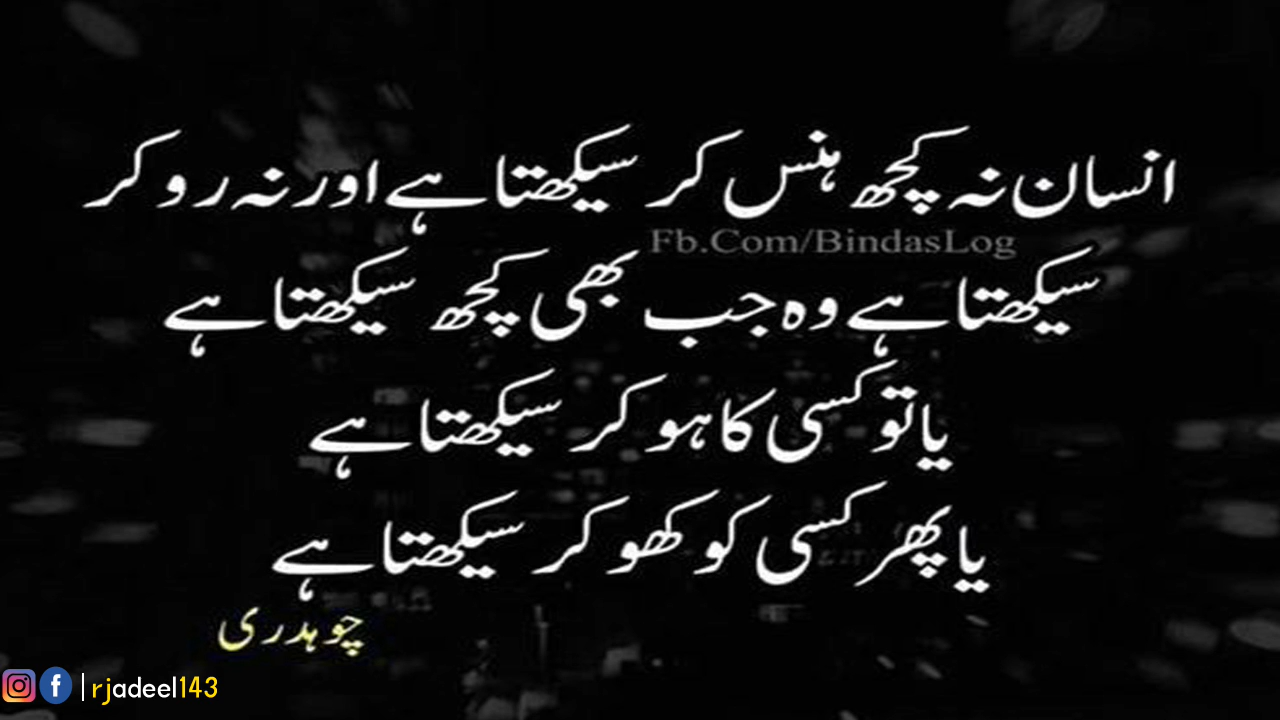 انسان نہ کچھ ہنس کر سیکھتا ہے اور نہ رو کر
Fb.Com/BindasLog
سیکھتا ہے وہ جب بھی کچھ سیکھتا ہے
یا تو کسی کا ہو کر سیکھتا ہے
یا پھر کسی کو کھو کر سیکھتا ہے
چوہدری
| rjadeel143